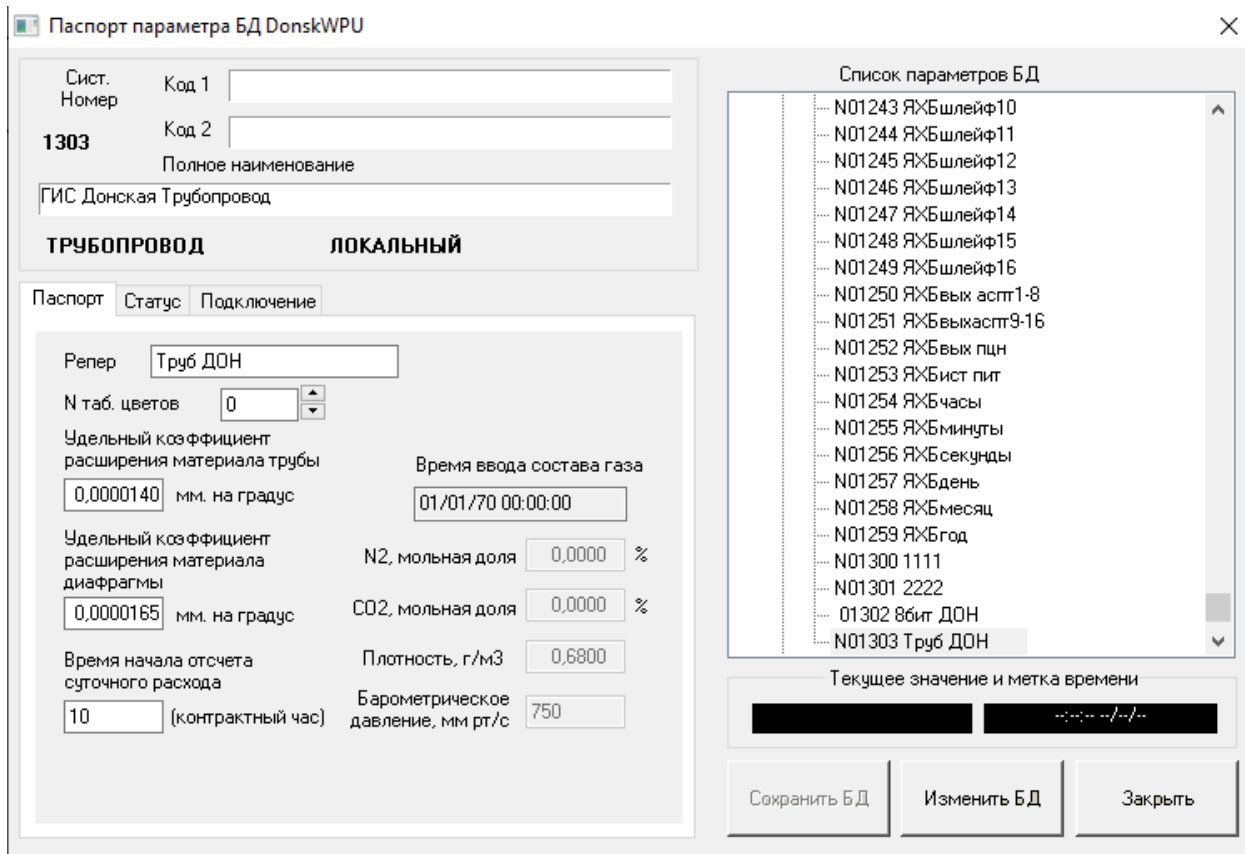 Паспорт параметра БД DonskWPU
Сист.
Номер
Код 1
1303
Код 2
Полное наименование
ГИС Донская Трубопровод
ТРУБОПРОВОД ЛОКАЛЬНЫЙ
Паспорт Статус Подключение
Репер Труб ДОН
N таб. цветов 0
Удельный коэффициент
расширения материала трубы
0,0000140 мм. на градус
Удельный коэффициент
расширения материала
диафрагмы
0,0000165 мм. на градус
Время начала отсчета
суточного расхода
10 (контрактный час)
Время ввода состава газа
01/01/70 00:00:00
N2, мольная доля 0,0000 %
CO2, мольная доля 0,0000 %
Плотность, г/м3 0,6800
Барометрическое
давление, мм рт/с 750
Список параметров БД
N01243 ЯХБшлейф10
N01244 ЯХБшлейф11
N01245 ЯХБшлейф12
N01246 ЯХБшлейф13
N01247 ЯХБшлейф14
N01248 ЯХБшлейф15
N01249 ЯХБшлейф16
N01250 ЯХБвых аспт1-8
N01251 ЯХБвыхаспт9-16
N01252 ЯХБвых пцн
N01253 ЯХБист пит
N01254 ЯХБчасы
N01255 ЯХБминуты
N01256 ЯХБсекунды
N01257 ЯХБдень
N01258 ЯХБмесяц
N01259 ЯХБгод
N01300 1111
N01301 2222
01302 8бит ДОН
N01303 Труб ДОН
Текущее значение и метка времени
--:--:-- --/--/--
Сохранить БД Изменить БД Закрыть